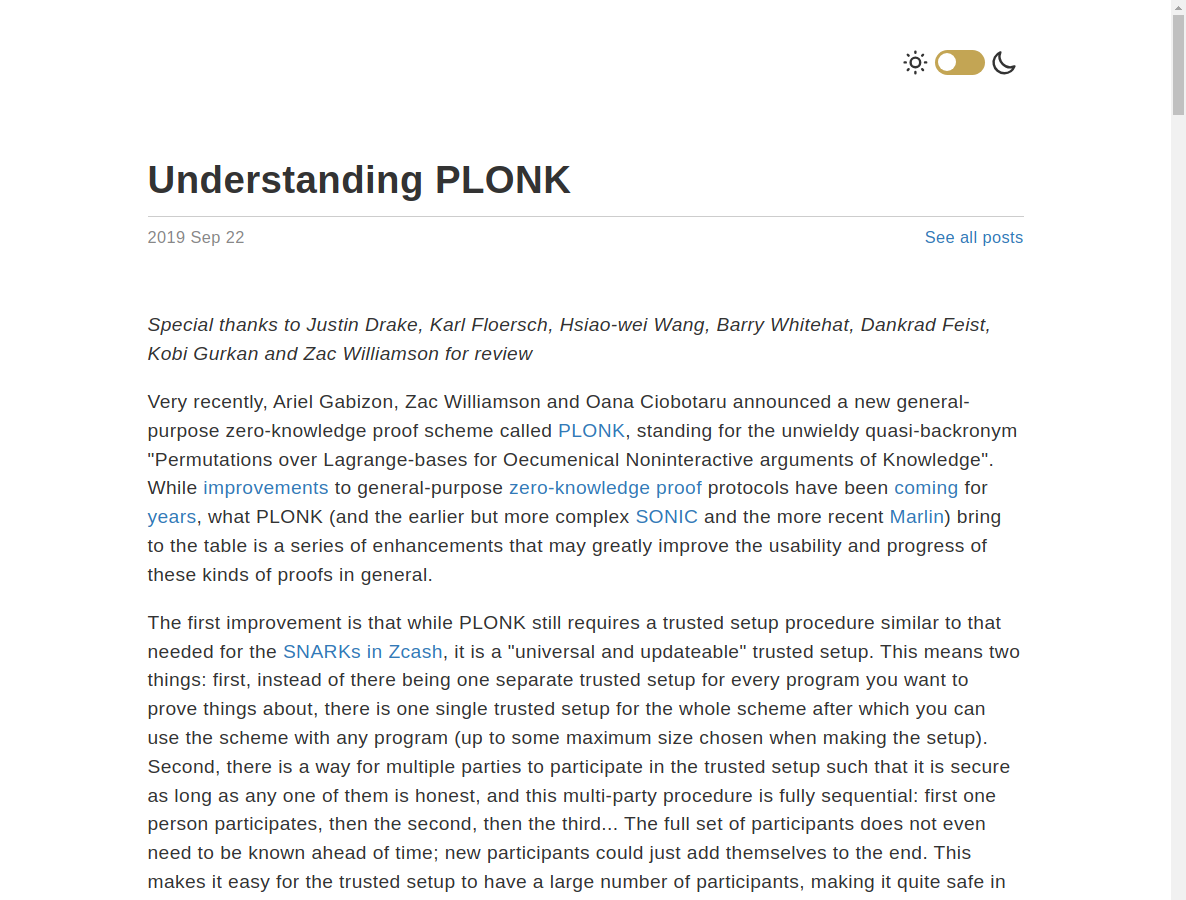 Understanding PLONK
2019 Sep 22
See all posts
Special thanks to Justin Drake, Karl Floersch, Hsiao-wei Wang, Barry Whitehat, Dankrad Feist,
Kobi Gurkan and Zac Williamson for review
Very recently, Ariel Gabizon, Zac Williamson and Oana Ciobotaru announced a new general-
purpose zero-knowledge proof scheme called PLONK, standing for the unwieldy quasi-backronym
"Permutations over Lagrange-bases for Oecumenical Noninteractive arguments of Knowledge".
While improvements to general-purpose zero-knowledge proof protocols have been coming for
years, what PLONK (and the earlier but more complex SONIC and the more recent Marlin) bring
to the table is a series of enhancements that may greatly improve the usability and progress of
these kinds of proofs in general.
The first improvement is that while PLONK still requires a trusted setup procedure similar to that
needed for the SNARKs in Zcash, it is a "universal and updateable" trusted setup. This means two
things: first, instead of there being one separate trusted setup for every program you want to
prove things about, there is one single trusted setup for the whole scheme after which you can
use the scheme with any program (up to some maximum size chosen when making the setup).
Second, there is a way for multiple parties to participate in the trusted setup such that it is secure
as long as any one of them is honest, and this multi-party procedure is fully sequential: first one
person participates, then the second, then the third... The full set of participants does not even
need to be known ahead of time; new participants could just add themselves to the end. This
makes it easy for the trusted setup to have a large number of participants, making it quite safe in